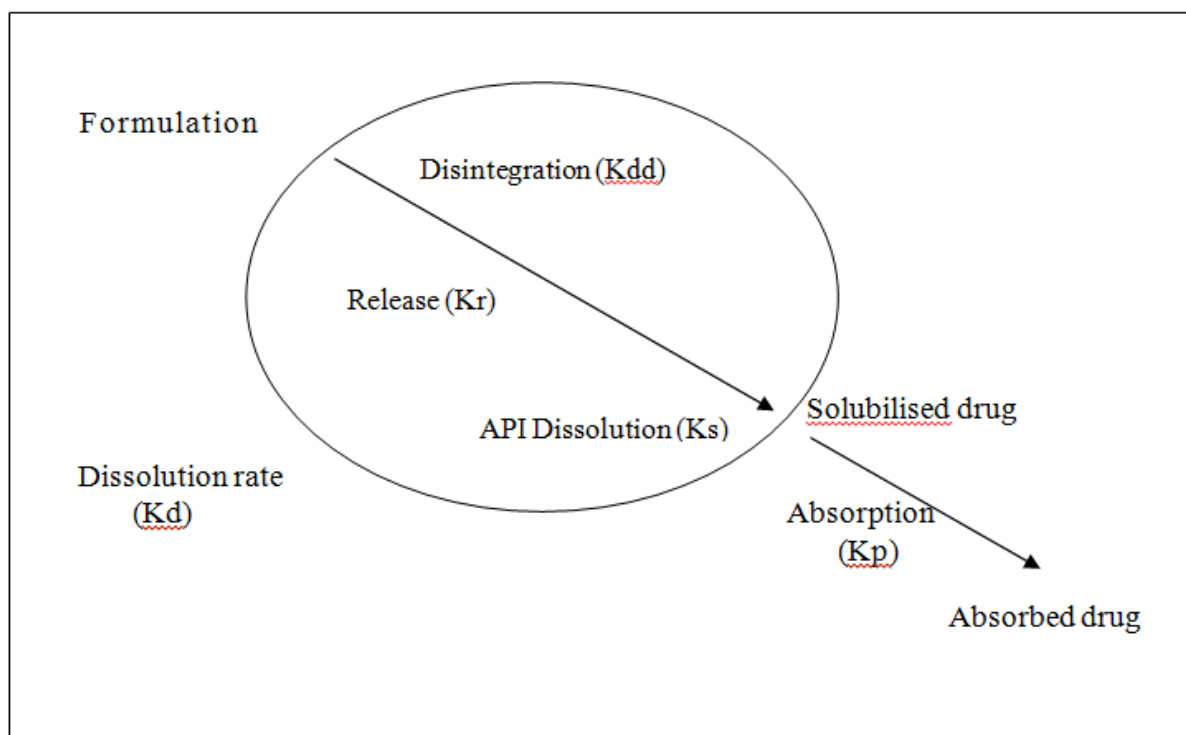 Formulation
Disintegration (Kdd)
Release (Kr)
API Dissolution (Ks)
Solubilised drug
Dissolution rate
(Kd)
Absorption
(Kp)
Absorbed drug